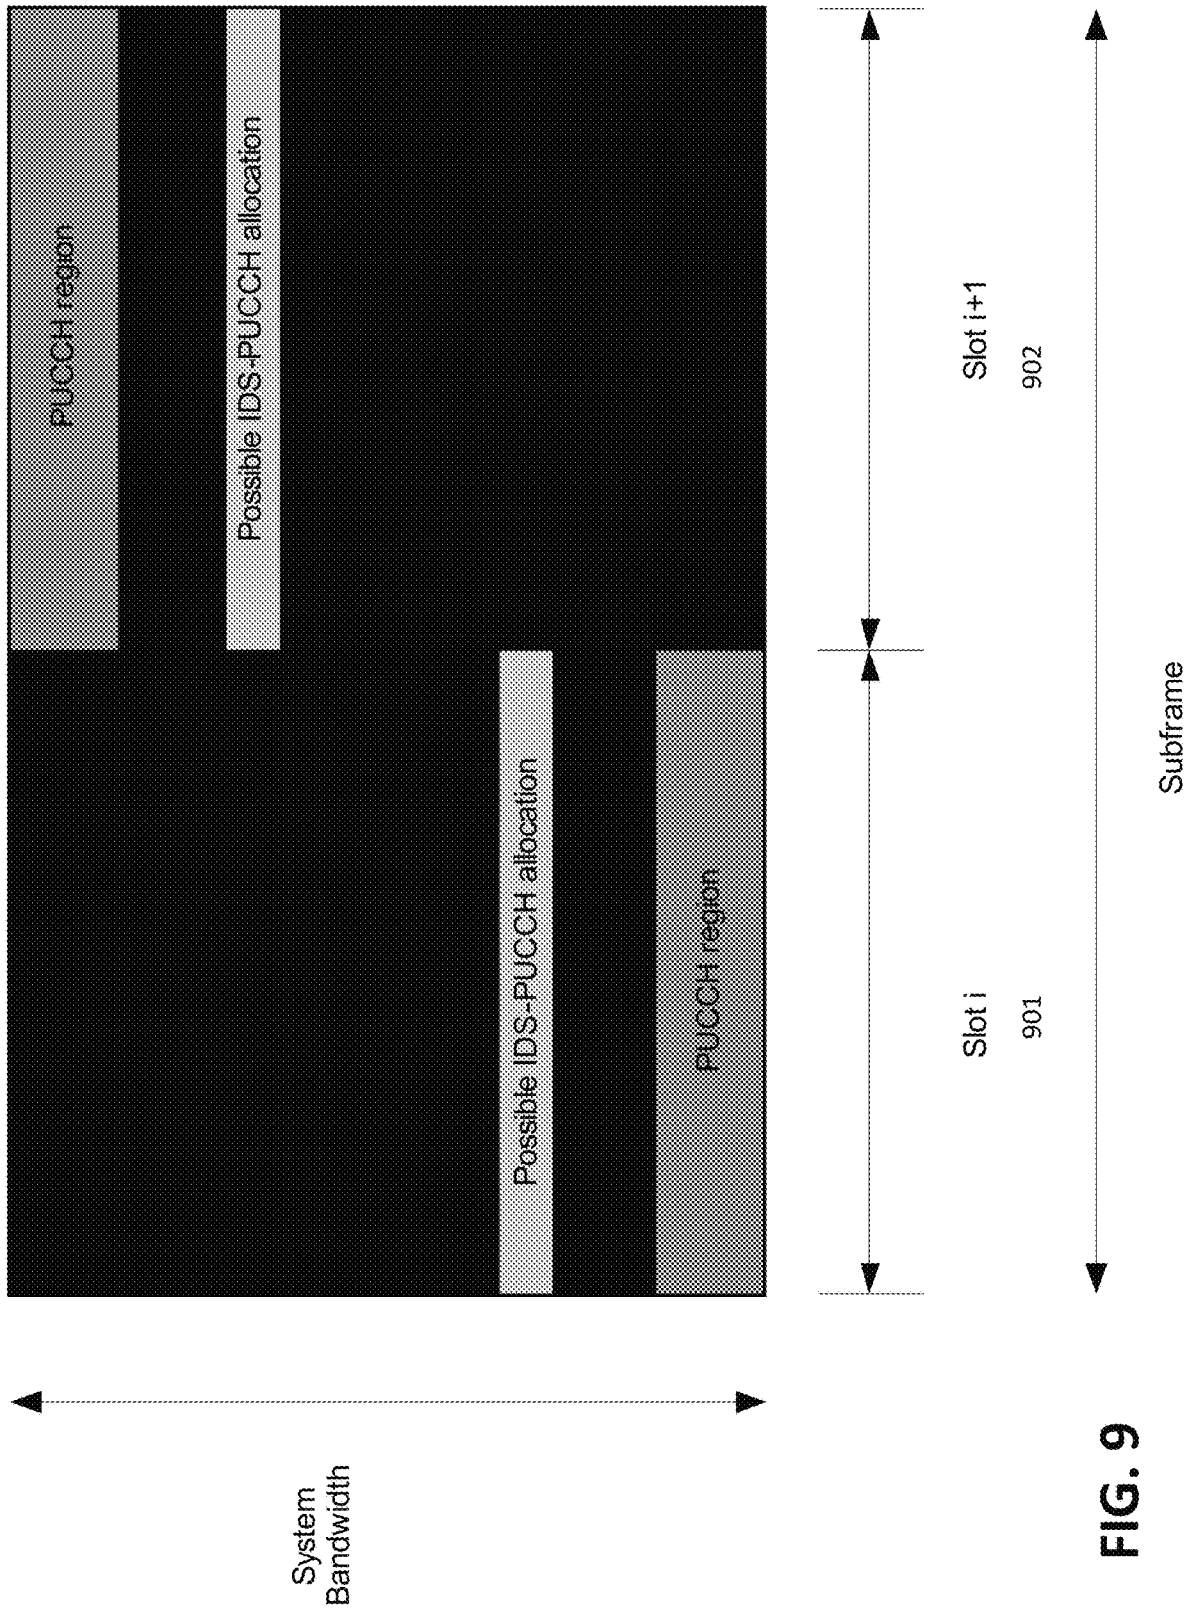 System
Bandwidth
PUCCH region
Possible IDS-PUCCH allocation
Possible IDS-PUCCH allocation
PUCCH region
Slot i
901
Slot i+1
902
Subframe
FIG. 9